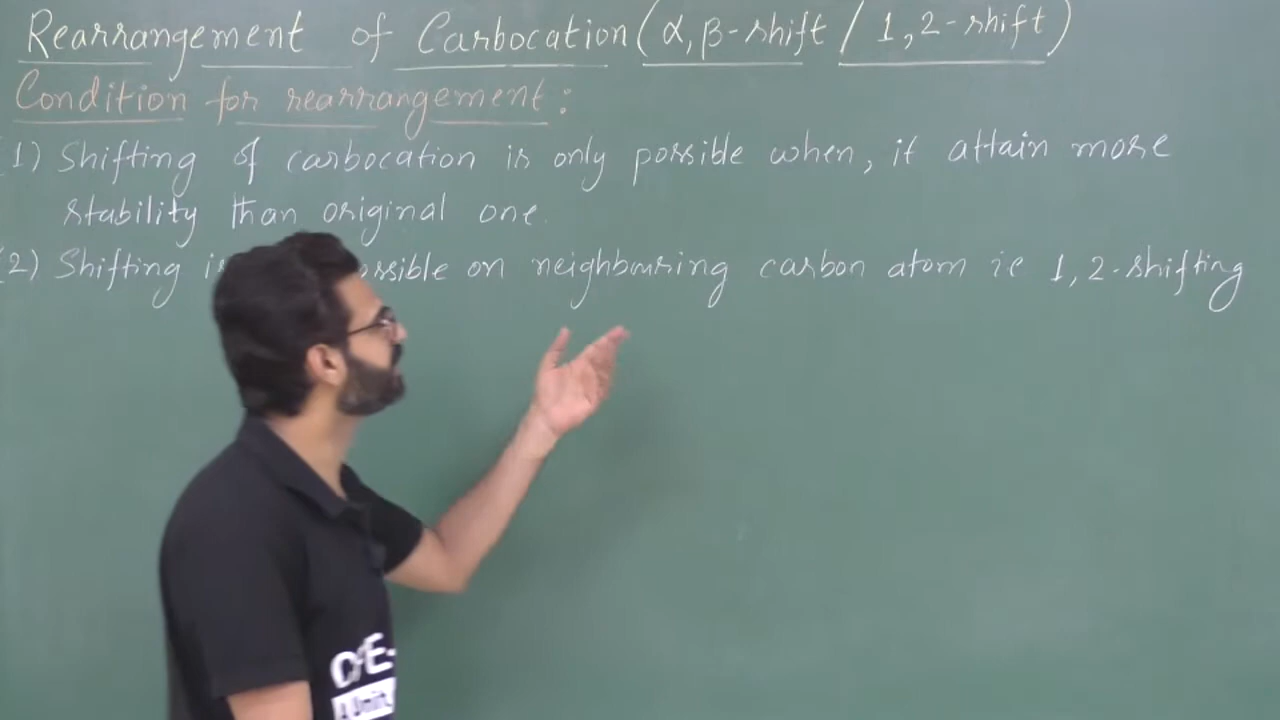 Rearrangement of Carbocation (α,β-shift / 1,2-shift)
Condition for rearrangement:
1) Shifting of carbocation is only possible when, it attain more
stability than original one.
(2) Shifting is ossible on neighbouring carbon atom ie 1,2-shifting